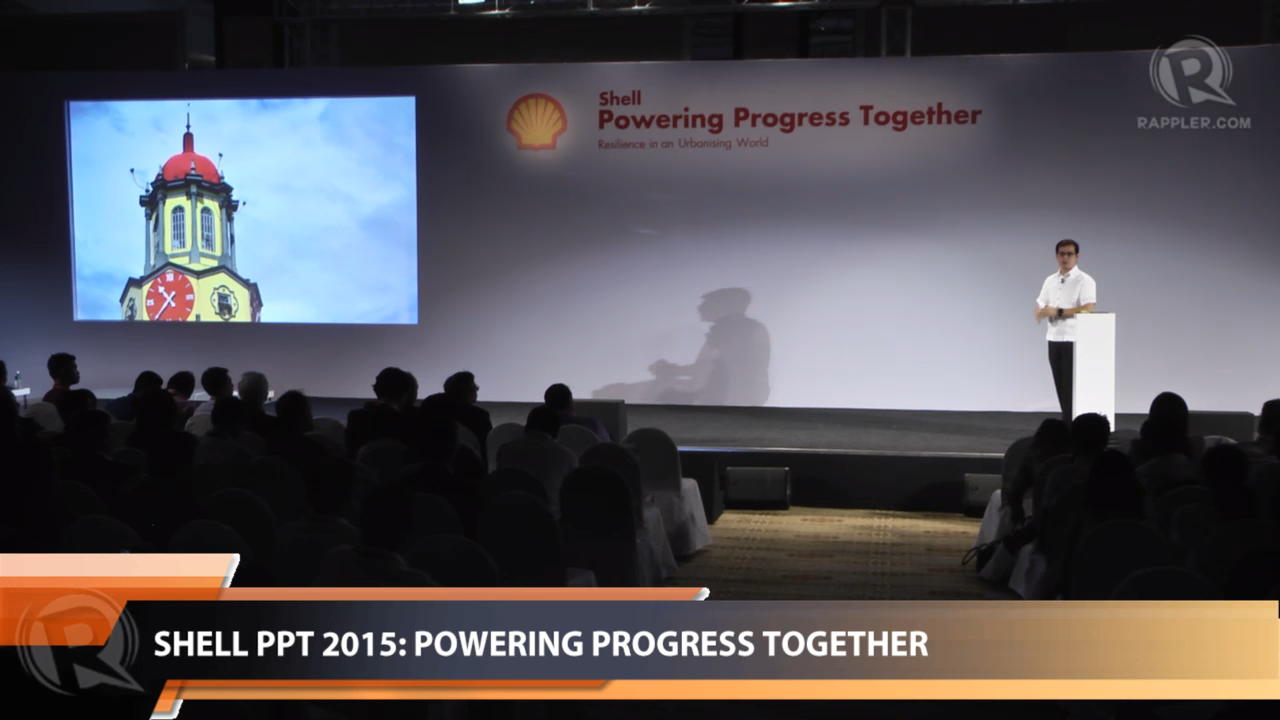 Shell
Powering Progress Together
Resilience in an Urbanising World
R
RAPPLER.COM
R
SHELL PPT 2015: POWERING PROGRESS TOGETHER